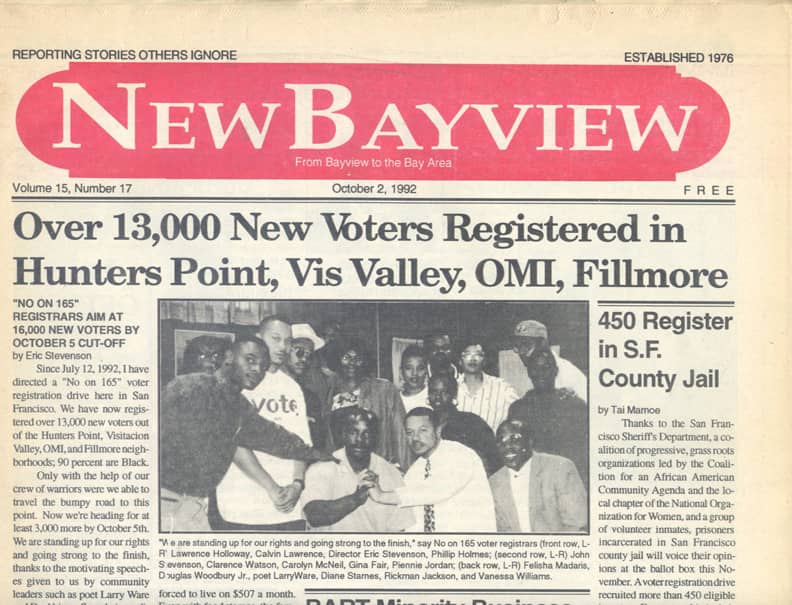 REPORTING STORIES OTHERS IGNORE
ESTABLISHED 1976
NEW BAYVIEW
From Bayview to the Bay Area
Volume 15, Number 17
October 2, 1992
FREE
Over 13,000 New Voters Registered in
Hunters Point, Vis Valley, OMI, Fillmore
"NO ON 165"
REGISTRARS AIM AT
16,000 NEW VOTERS BY
OCTOBER 5 CUT-OFF
by Eric Stevenson
Since July 12, 1992, I have
directed a "No on 165" voter
registration drive here in San
Francisco. We have now regis-
tered over 13,000 new voters out
of the Hunters Point, Visitacion
Valley, OMI, and Fillmore neigh-
borhoods; 90 percent are Black.
Only with the help of our
crew of warriors were we able to
travel the bumpy road to this
point. Now we're heading for at
least 3,000 more by October 5th.
We are standing up for our rights
and going strong to the finish,
thanks to the motivating speech-
es given to us by community
leaders such as poet Larry Ware
vote
"We are standing up for our rights and going strong to the finish," say No on 165 voter registrars (front row, L-
R) Lawrence Holloway, Calvin Lawrence, Director Eric Stevenson, Phillip Holmes; (second row, L-R) John
Stevenson, Clarence Watson, Carolyn McNeil, Gina Fair, Piennie Jordan; (back row, L-R) Felisha Madaris,
Douglas Woodbury Jr., poet LarryWare, Diane Starnes, Rickman Jackson, and Vanessa Williams.
forced to live on $507 a month.
BART Minority Business
450 Register
in S.F.
County Jail
by Tai Mamoe
Thanks to the San Fran-
cisco Sheriff's Department, a co-
alition of progressive, grass roots
organizations led by the Coali-
tion for an African American
Community Agenda and the lo-
cal chapter of the National Orga-
nization for Women, and a group
of volunteer inmates, prisoners
incarcerated in San Francisco
county jail will voice their opin-
ions at the ballot box this No-
vember. A voter registration drive
recruited more than 450 eligible